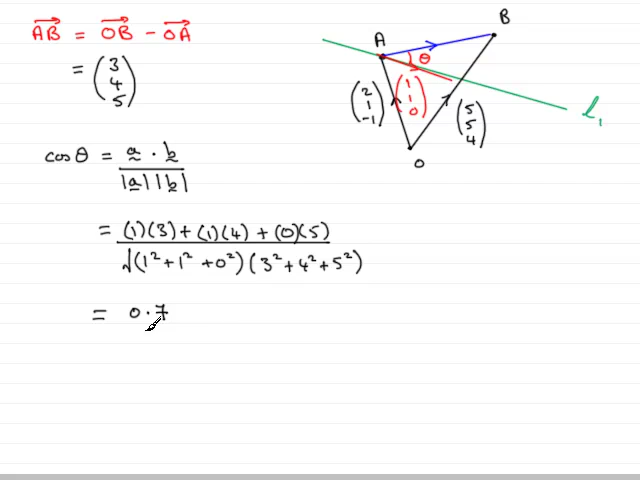 AB = OB − OA
= (3 4 5)
cosθ = a . b
|a||b|
= (1)(3) + (1)(4) + (0)(5)
√(1² + 1² + 0²)(3² + 4² + 5²)
= 0.7
A
B
θ
(2 1 -1)
(1 1 0)
(5 5 4)
l₁
O